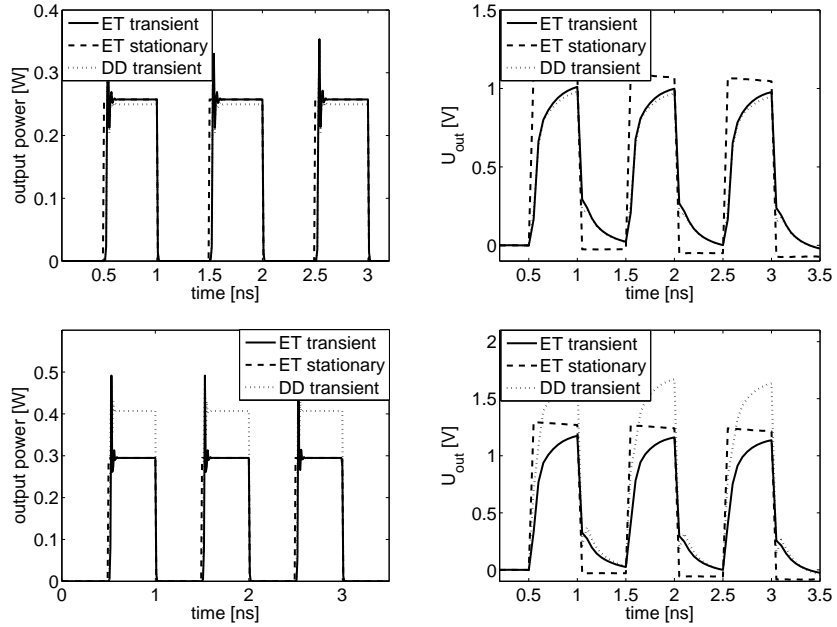 ET transient
ET stationary
DD transient
0.4
0.3
0.2
0.1
0
output power [W]
0.5 1 1.5 2 2.5 3
time [ns]
ET transient
ET stationary
DD transient
1.5
1
0.5
0
U_out [V]
0.5 1 1.5 2 2.5 3 3.5
time [ns]
ET transient
ET stationary
DD transient
0.6
0.5
0.4
0.3
0.2
0.1
0
output power [W]
0 1 2 3
time [ns]
ET transient
ET stationary
DD transient
2
1.5
1
0.5
0
U_out [V]
0.5 1 1.5 2 2.5 3 3.5
time [ns]